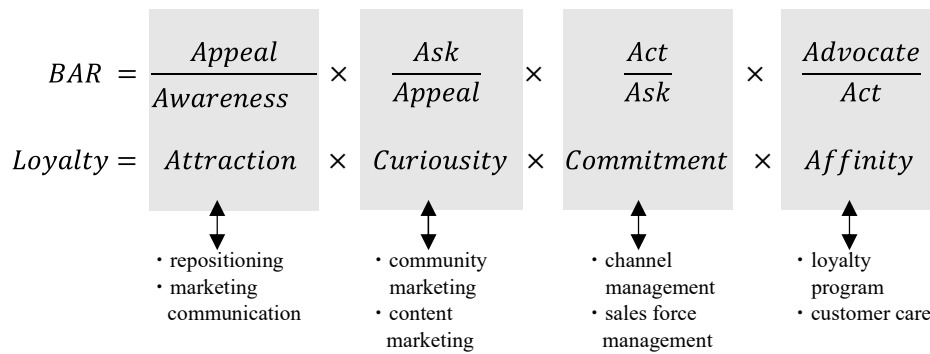 BAR = Appeal / Awareness × Ask / Appeal × Act / Ask × Advocate / Act
Loyalty = Attraction × Curiousity × Commitment × Affinity
・repositioning
・marketing
communication
・community
marketing
・content
marketing
・channel
management
・sales force
management
・loyalty
program
・customer care